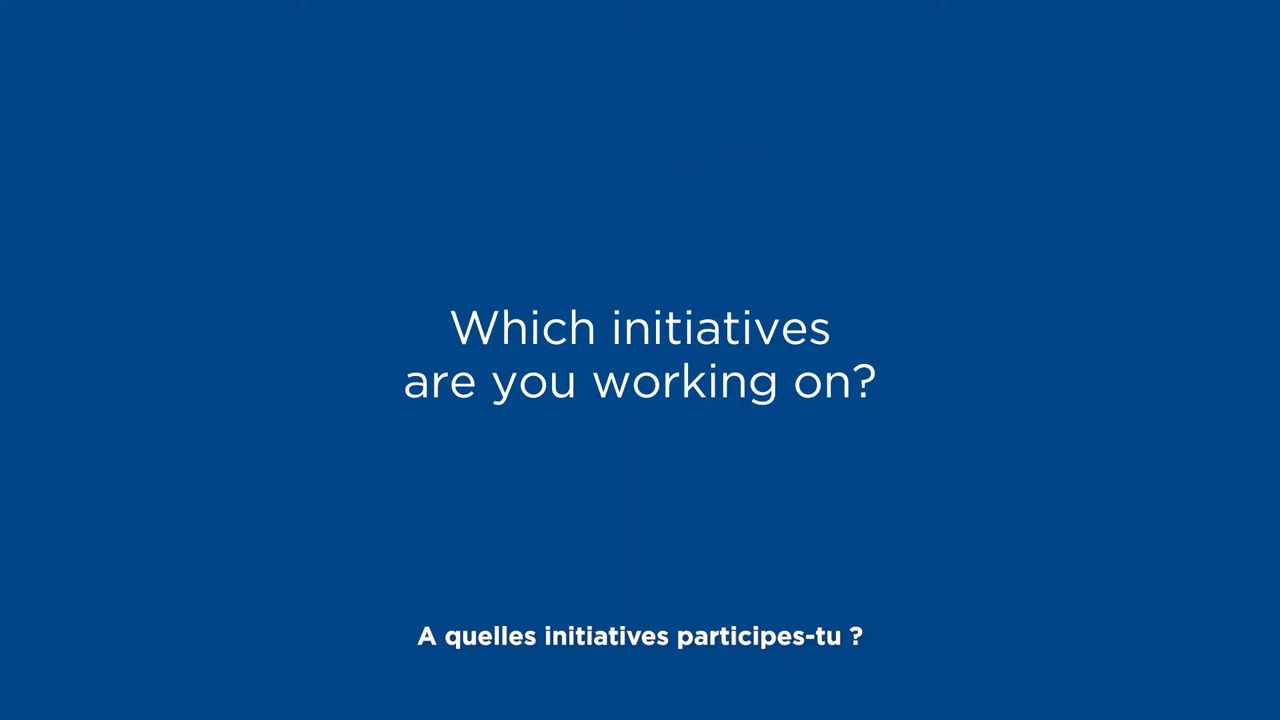 Which initiatives
are you working on?
A quelles initiatives participes-tu ?